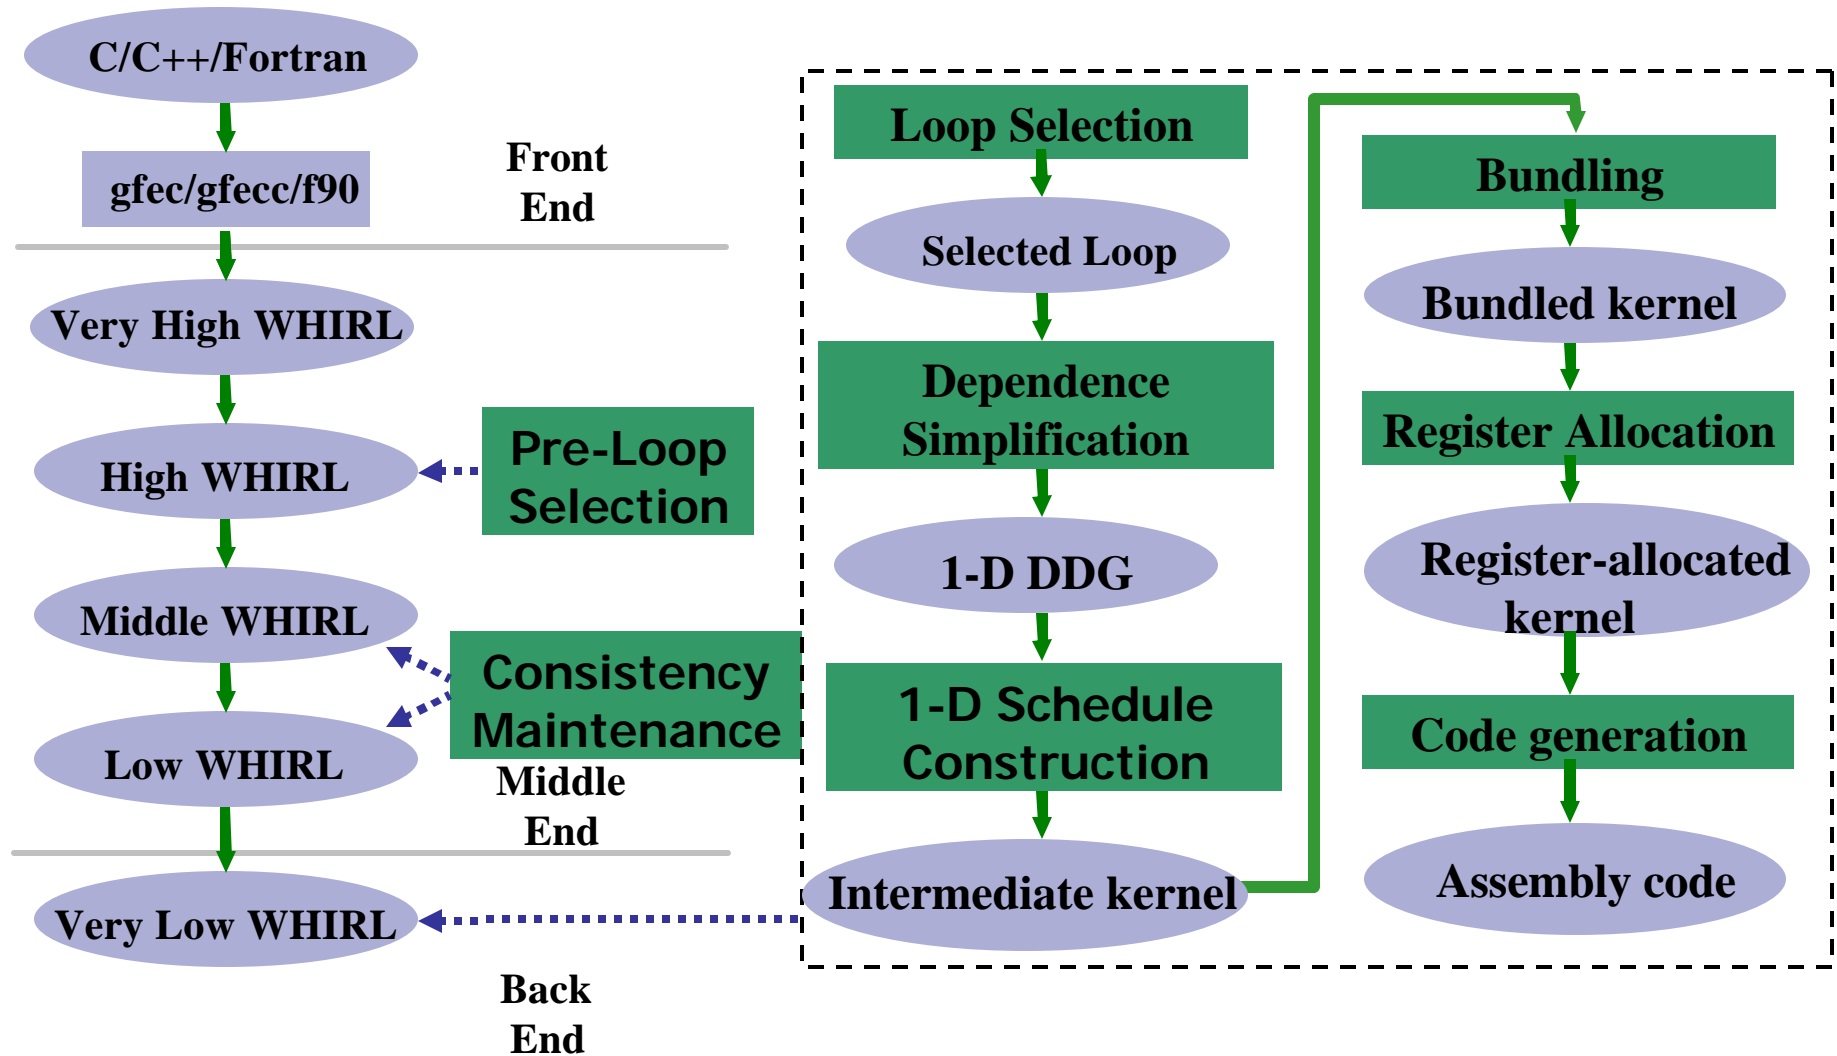 C/C++/Fortran
gfec/gfecc/f90
Front
End
Very High WHIRL
High WHIRL
Pre-Loop
Selection
Middle WHIRL
Consistency
Maintenance
Low WHIRL
Middle
End
Very Low WHIRL
Back
End
Loop Selection
Selected Loop
Dependence
Simplification
1-D DDG
1-D Schedule
Construction
Intermediate kernel
Bundling
Bundled kernel
Register Allocation
Register-allocated
kernel
Code generation
Assembly code